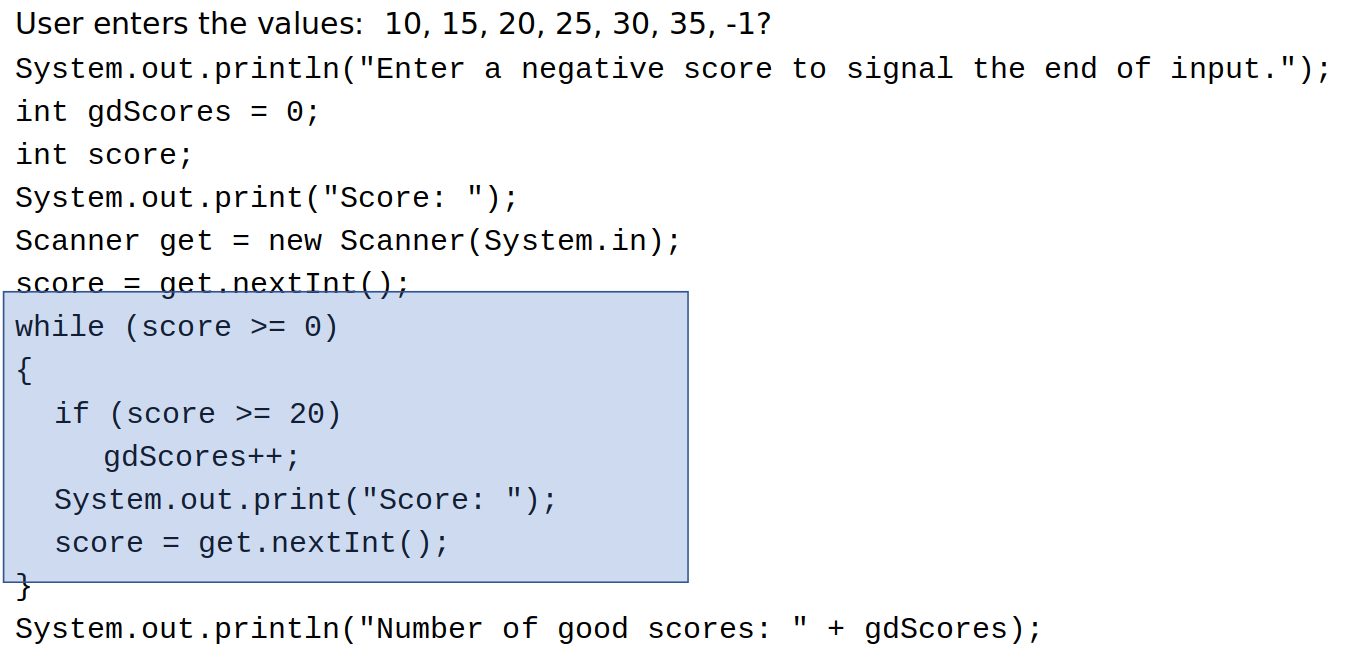 User enters the values:  10, 15, 20, 25, 30, 35, -1?
System.out.println("Enter a negative score to signal the end of input.");
int gdScores = 0;
int score;
System.out.print("Score: ");
Scanner get = new Scanner(System.in);
score = get.nextInt();
while (score >= 0)
{
  if (score >= 20)
     gdScores++;
  System.out.print("Score: ");
  score = get.nextInt();
}
System.out.println("Number of good scores: " + gdScores);